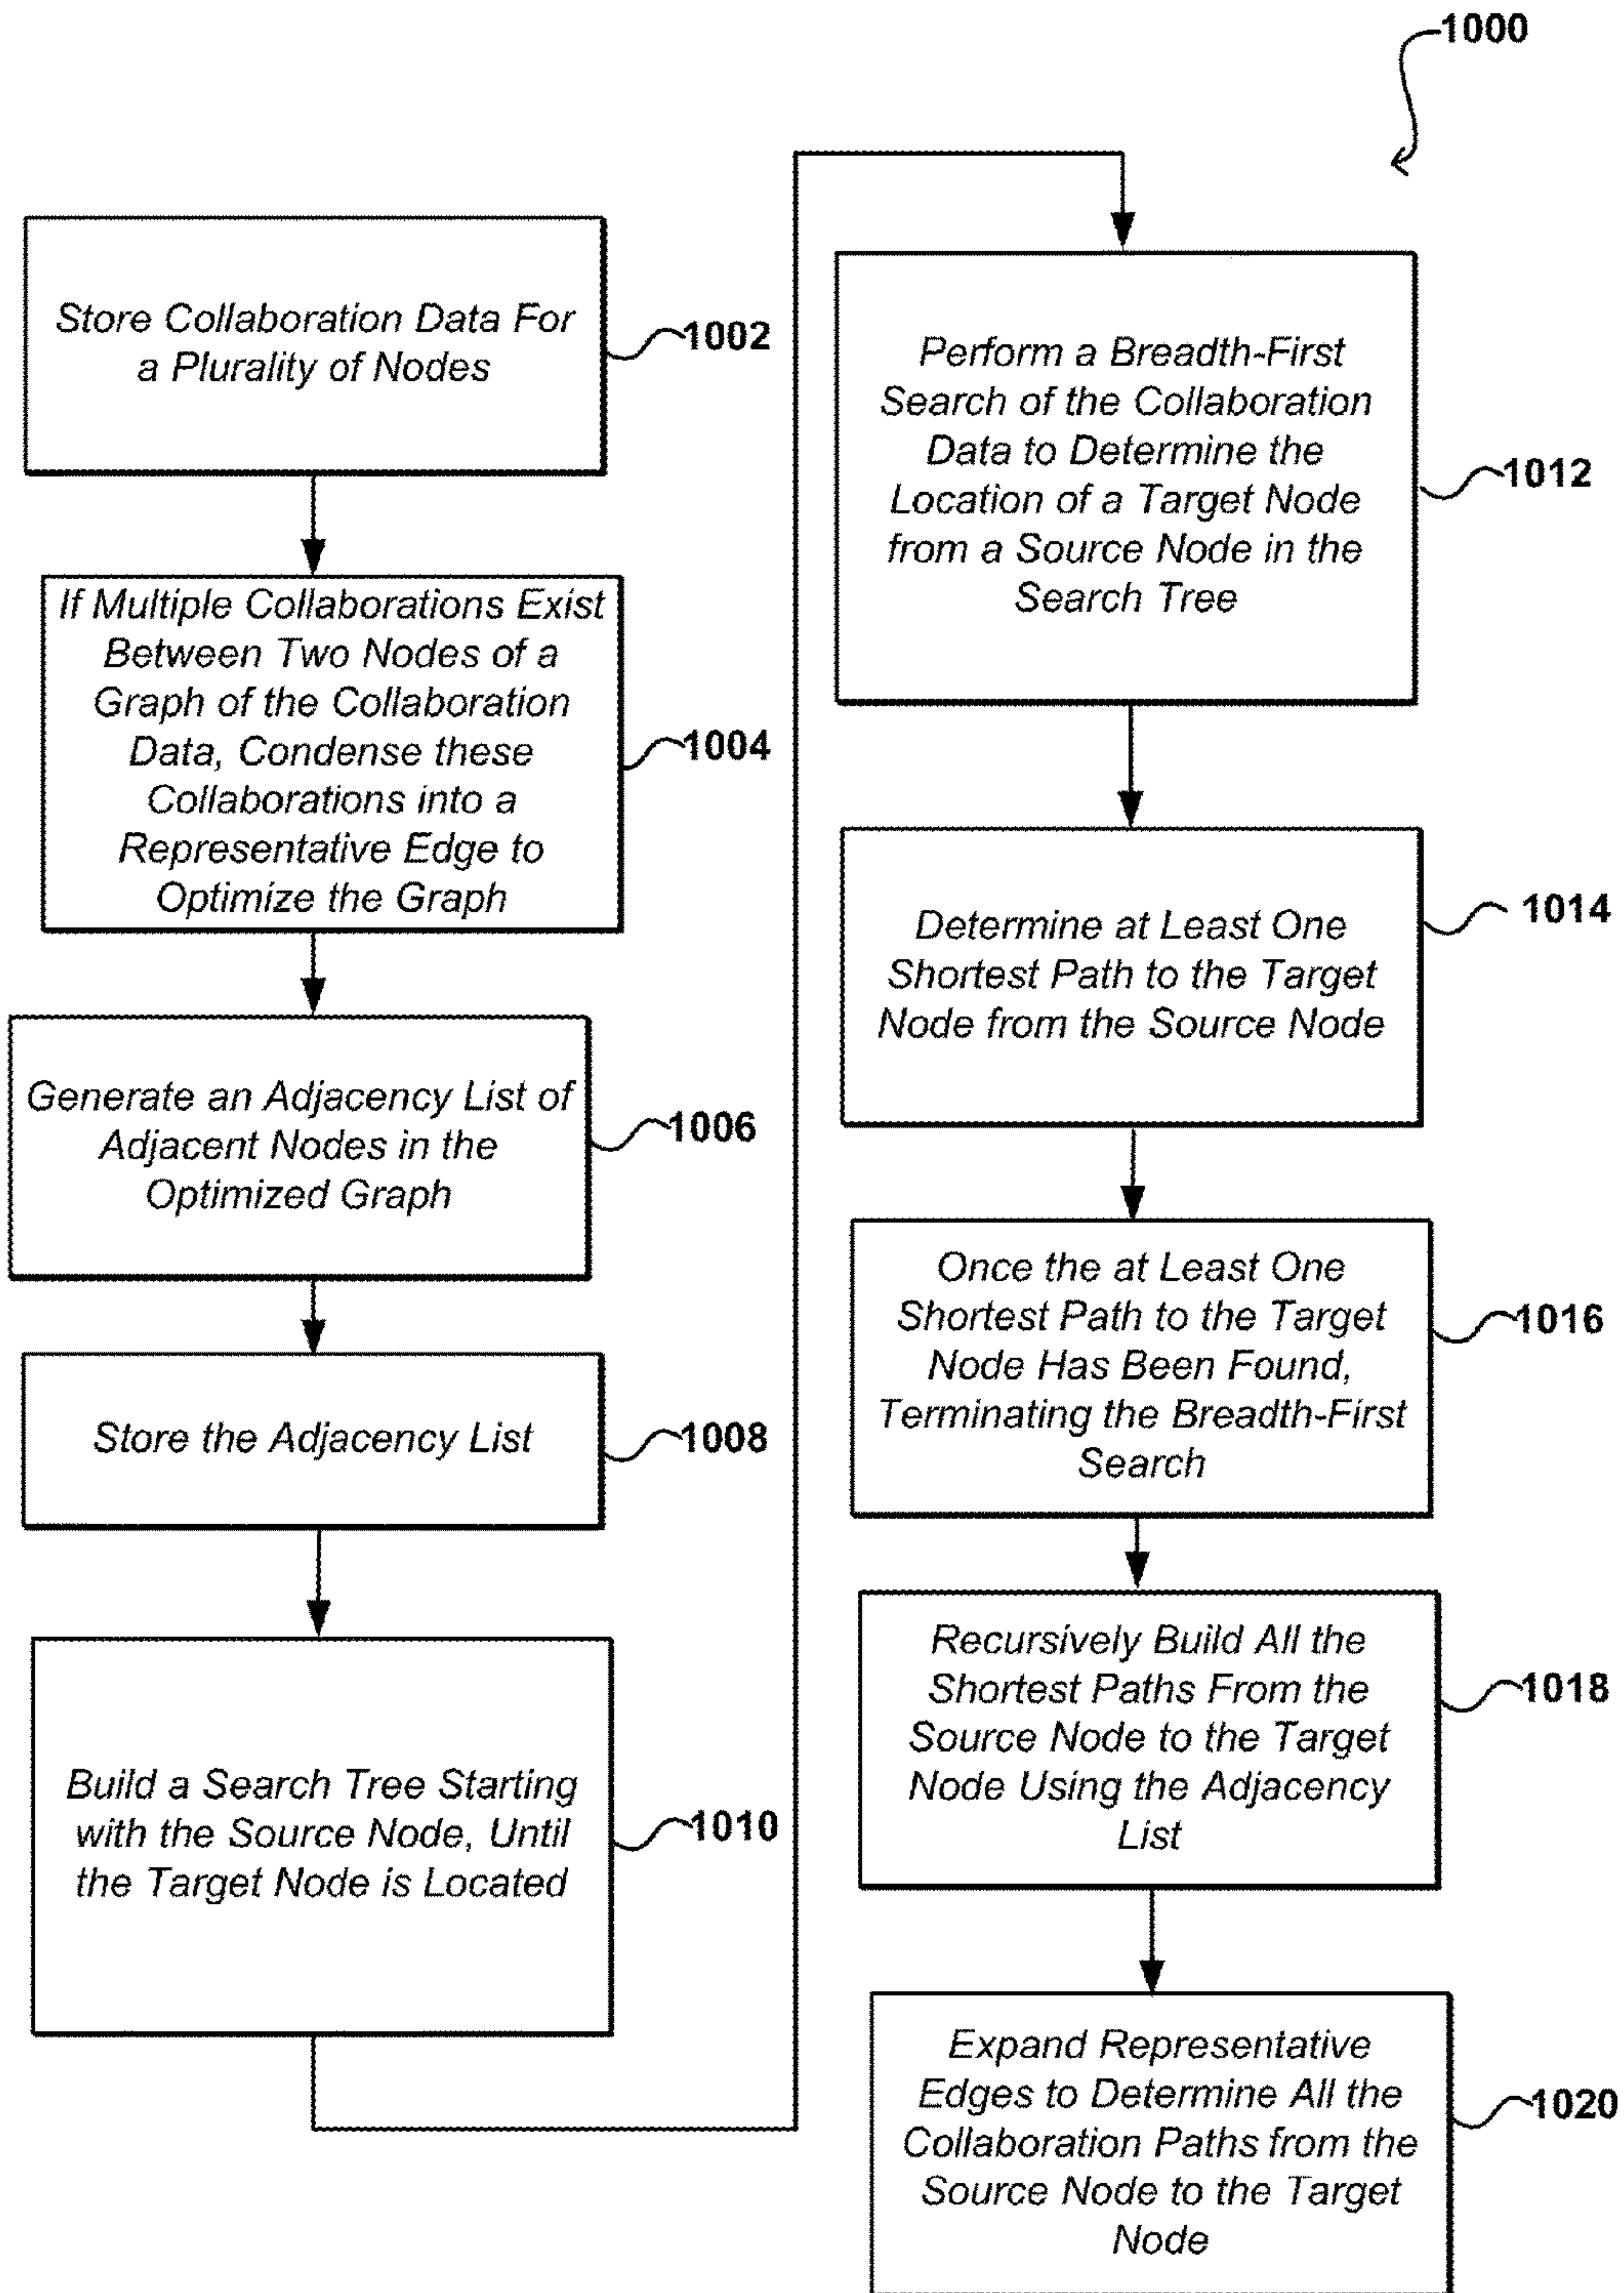 1000
Store Collaboration Data For
a Plurality of Nodes
1002
If Multiple Collaborations Exist
Between Two Nodes of a
Graph of the Collaboration
Data, Condense these
Collaborations into a
Representative Edge to
Optimize the Graph
1004
Generate an Adjacency List of
Adjacent Nodes in the
Optimized Graph
1006
Store the Adjacency List
1008
Build a Search Tree Starting
with the Source Node, Until
the Target Node is Located
1010
Perform a Breadth-First
Search of the Collaboration
Data to Determine the
Location of a Target Node
from a Source Node in the
Search Tree
1012
Determine at Least One
Shortest Path to the Target
Node from the Source Node
1014
Once the at Least One
Shortest Path to the Target
Node Has Been Found,
Terminating the Breadth-First
Search
1016
Recursively Build All the
Shortest Paths From the
Source Node to the Target
Node Using the Adjacency
List
1018
Expand Representative
Edges to Determine All the
Collaboration Paths from the
Source Node to the Target
Node
1020